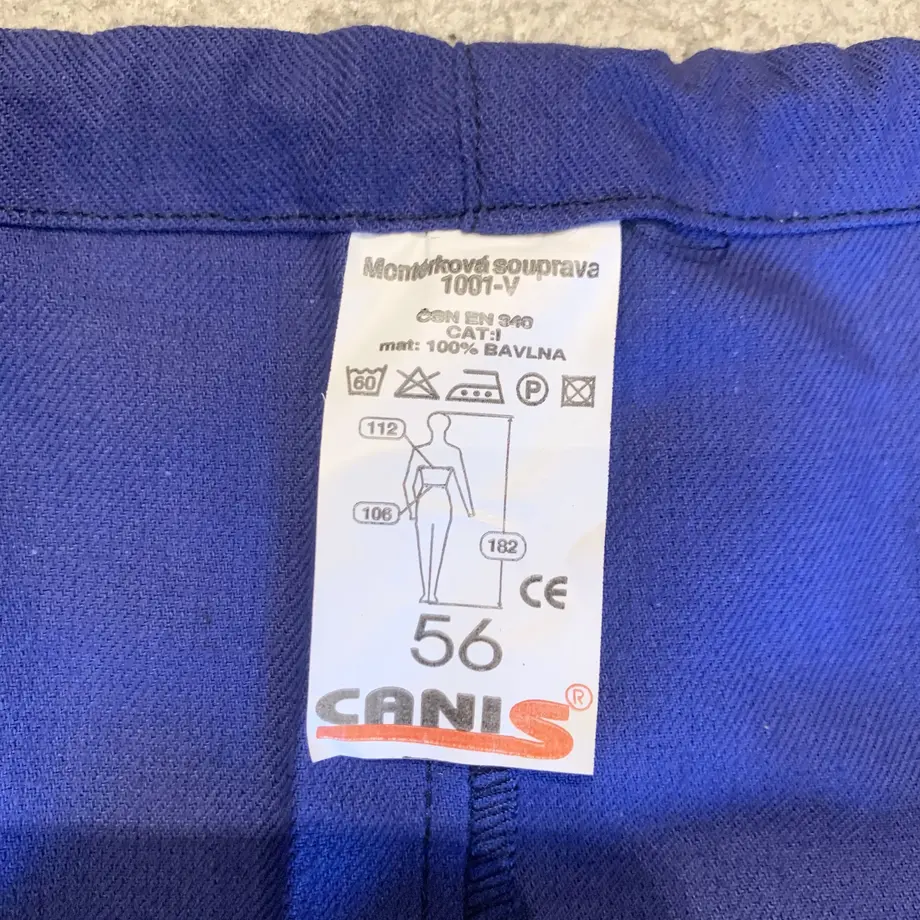 Montérková souprava
1001-V
ČSN EN 340
CAT:I
mat: 100% BAVLNA
60
P
112
106
182
CE
56
CANIS ®